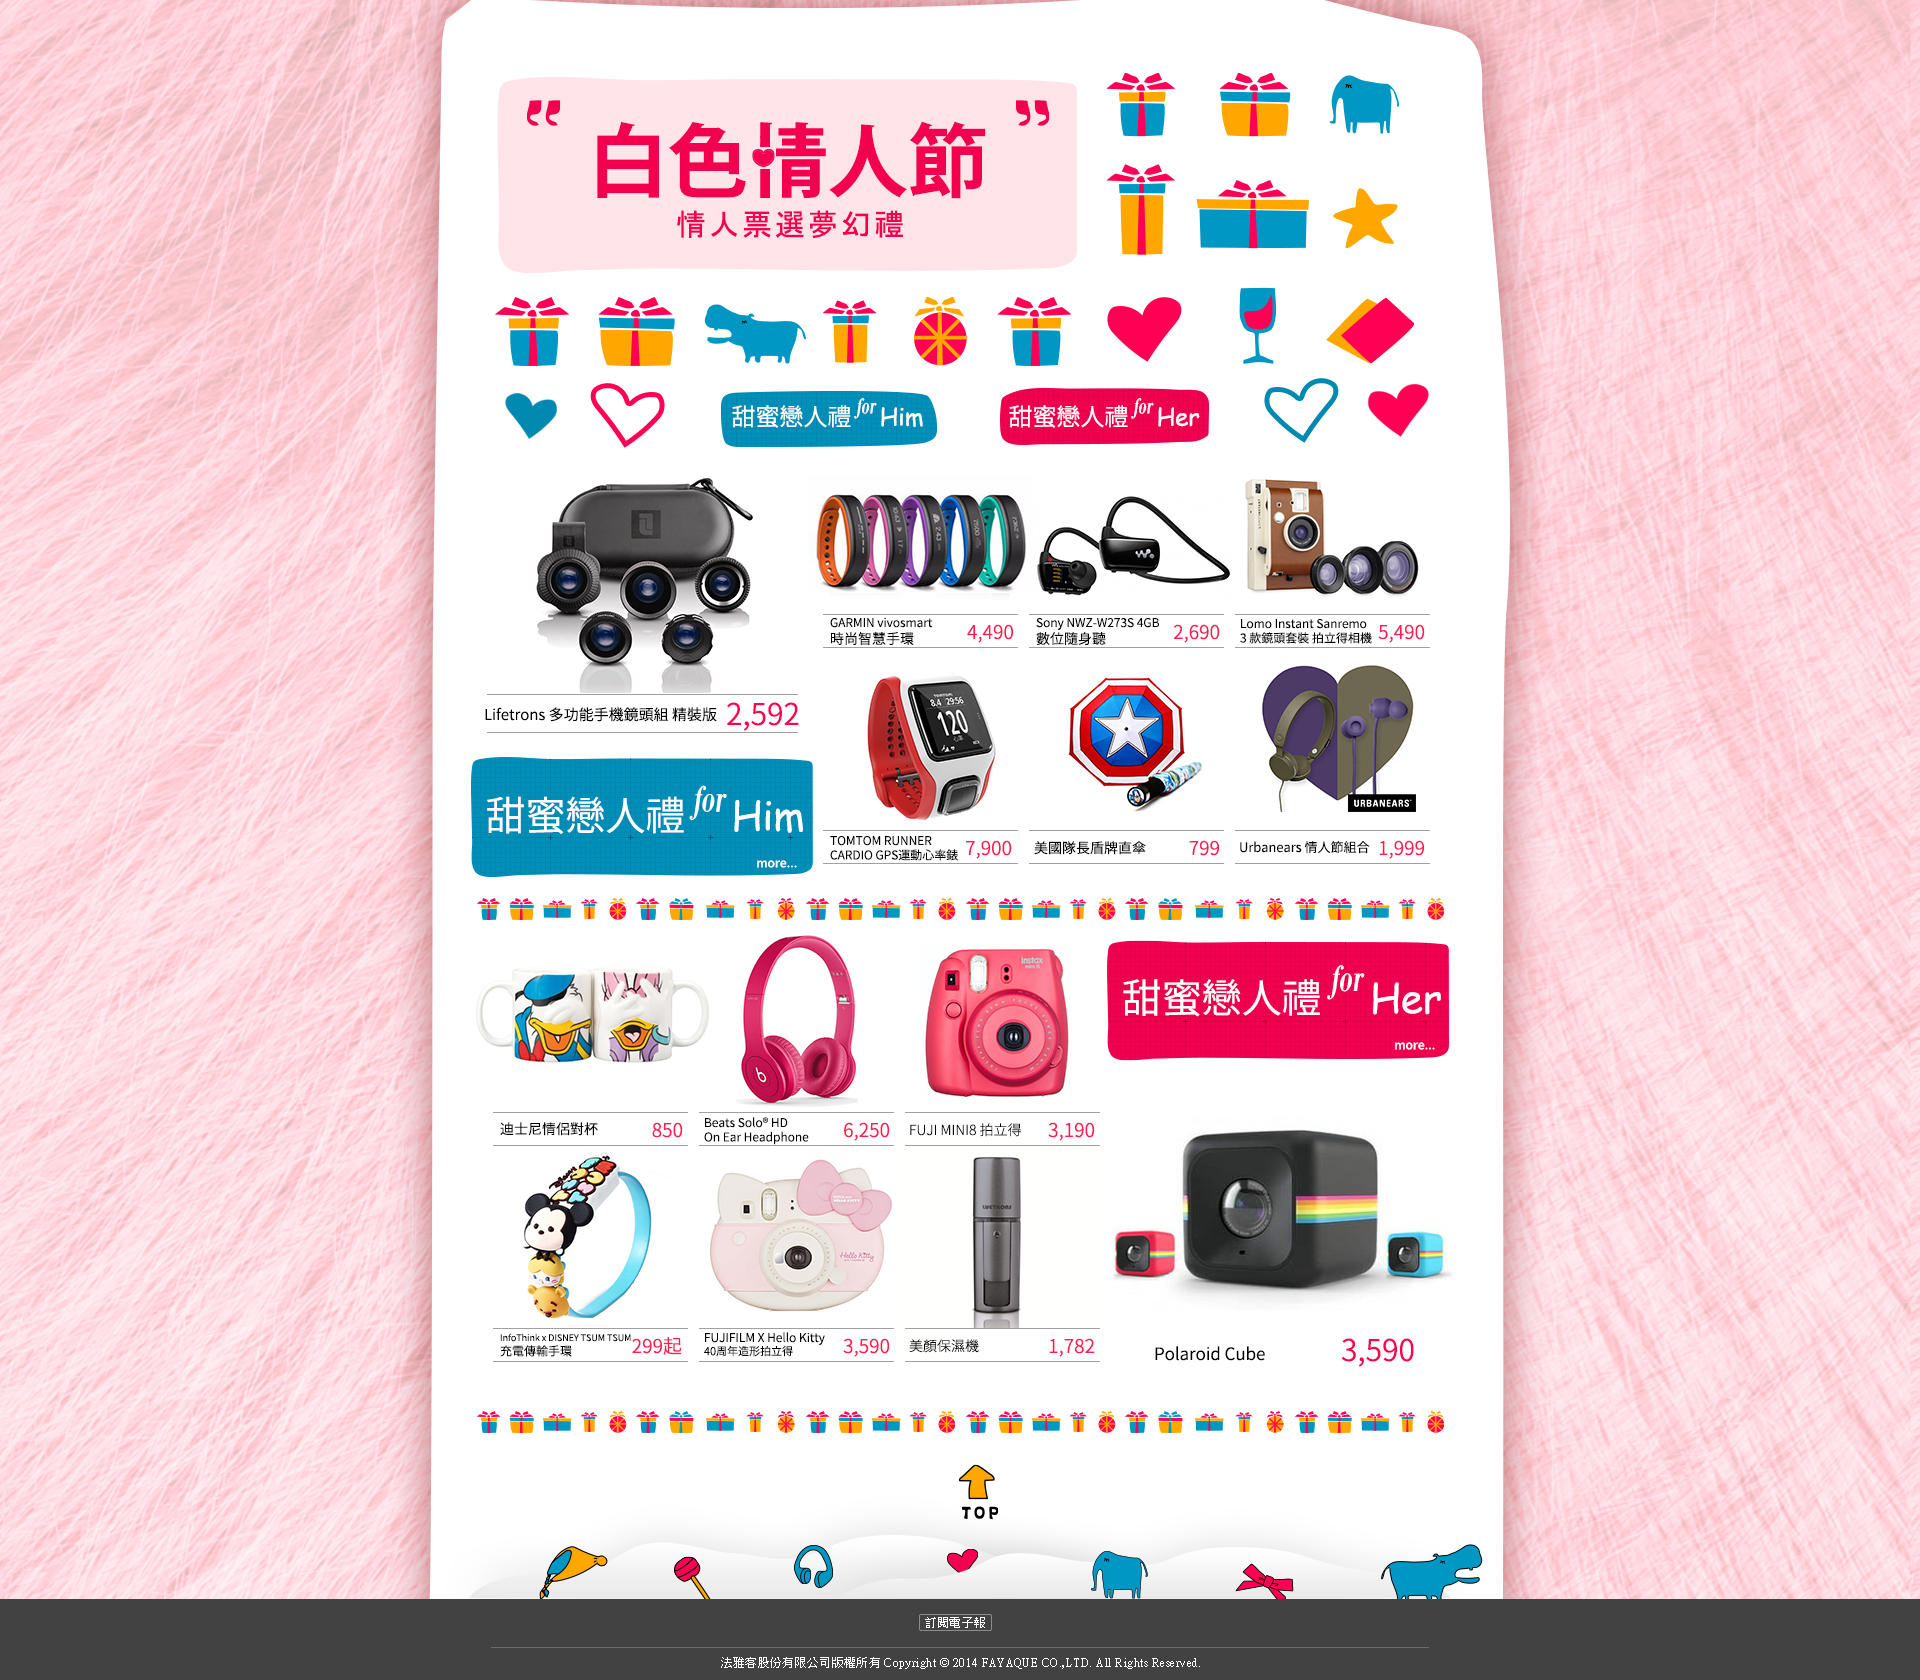 白色情人節
情人票選夢幻禮
甜蜜戀人禮 for Him
甜蜜戀人禮 for Her
GARMIN vivosmart
時尚智慧手環
4,490
Sony NWZ-W273S 4GB
數位隨身聽
2,690
Lomo Instant Sanremo
3 款鏡頭套裝 拍立得相機
5,490
Lifetrons 多功能手機鏡頭組 精裝版 2,592
8.4 29:56
120
URBANEARS
甜蜜戀人禮 for Him
more...
TOMTOM RUNNER
CARDIO GPS運動心率錶
7,900
美國隊長盾牌直傘 799
Urbanears 情人節組合 1,999
instax
mini 8
甜蜜戀人禮 for Her
more...
迪士尼情侶對杯 850
Beats Solo® HD
On Ear Headphone
6,250
FUJI MINI8 拍立得 3,190
Hello Kitty
InfoThink x DISNEY TSUM TSUM
充電傳輸手環
299起
FUJIFILM X Hello Kitty
40周年造形拍立得
3,590
美顏保濕機 1,782
Polaroid Cube 3,590
TOP
訂閱電子報
法雅客股份有限公司版權所有 Copyright © 2014 FAYAQUE CO.,LTD. All Rights Reserved.